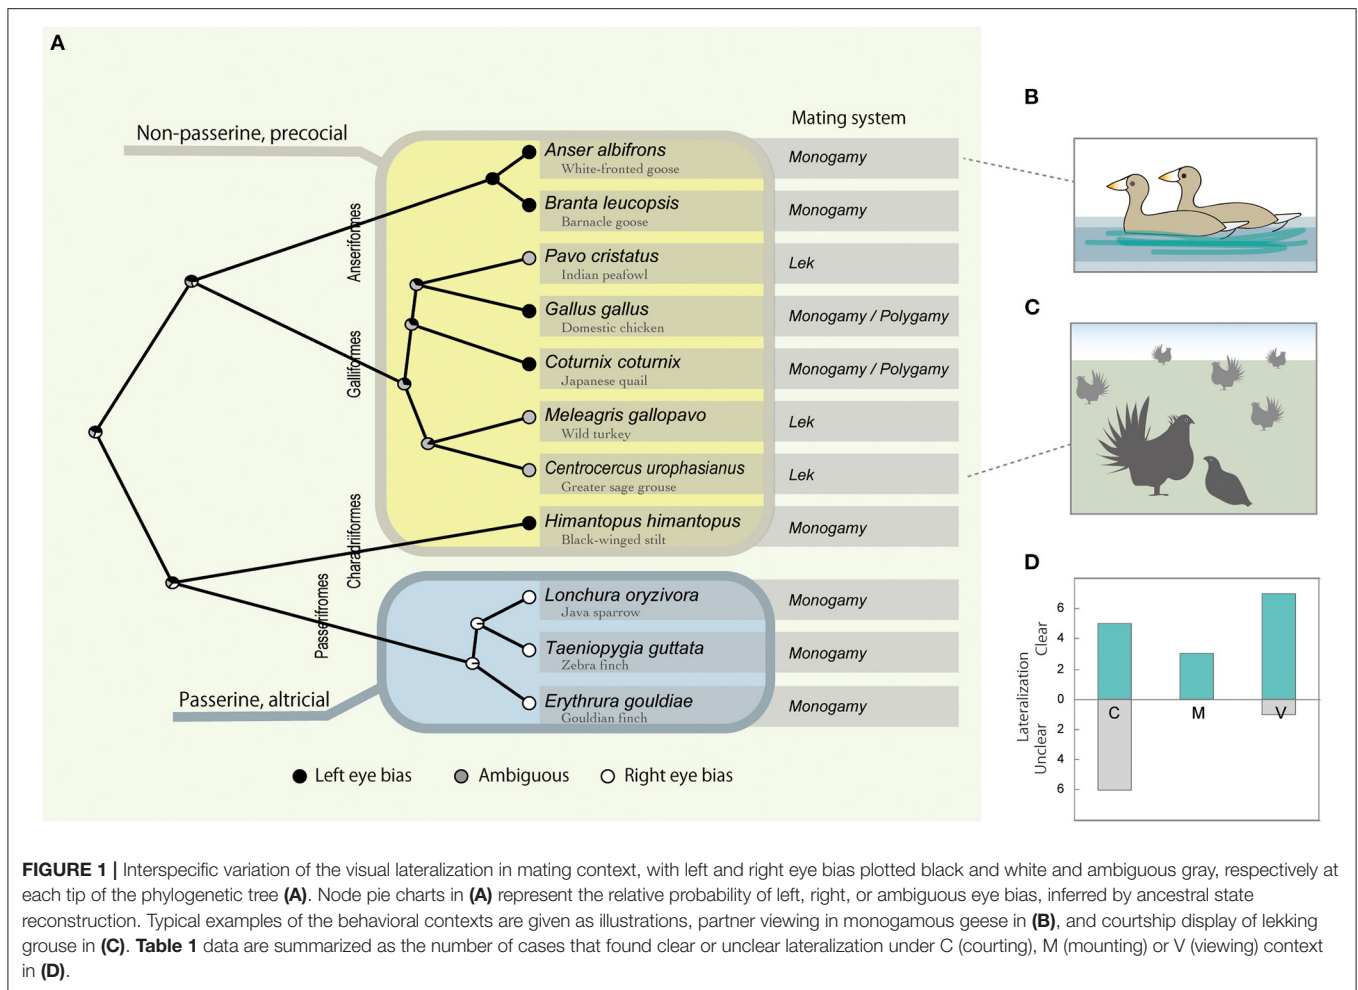 A
Non-passerine, precocial
Mating system
Anseriformes
Galliformes
Charadriiformes
Passerifromes
Anser albifrons
White-fronted goose
Monogamy
Branta leucopsis
Barnacle goose
Monogamy
Pavo cristatus
Indian peafowl
Lek
Gallus gallus
Domestic chicken
Monogamy / Polygamy
Coturnix coturnix
Japanese quail
Monogamy / Polygamy
Meleagris gallopavo
Wild turkey
Lek
Centrocercus urophasianus
Greater sage grouse
Lek
Himantopus himantopus
Black-winged stilt
Monogamy
Lonchura oryzivora
Java sparrow
Monogamy
Taeniopygia guttata
Zebra finch
Monogamy
Erythrura gouldiae
Gouldian finch
Monogamy
Passerine, altricial
Left eye bias
Ambiguous
Right eye bias
B
C
D
Lateralization
Unclear
Clear
6
4
2
0
2
4
6
C
M
V
FIGURE 1 | Interspecific variation of the visual lateralization in mating context, with left and right eye bias plotted black and white and ambiguous gray, respectively at
each tip of the phylogenetic tree (A). Node pie charts in (A) represent the relative probability of left, right, or ambiguous eye bias, inferred by ancestral state
reconstruction. Typical examples of the behavioral contexts are given as illustrations, partner viewing in monogamous geese in (B), and courtship display of lekking
grouse in (C). Table 1 data are summarized as the number of cases that found clear or unclear lateralization under C (courting), M (mounting) or V (viewing) context
in (D).